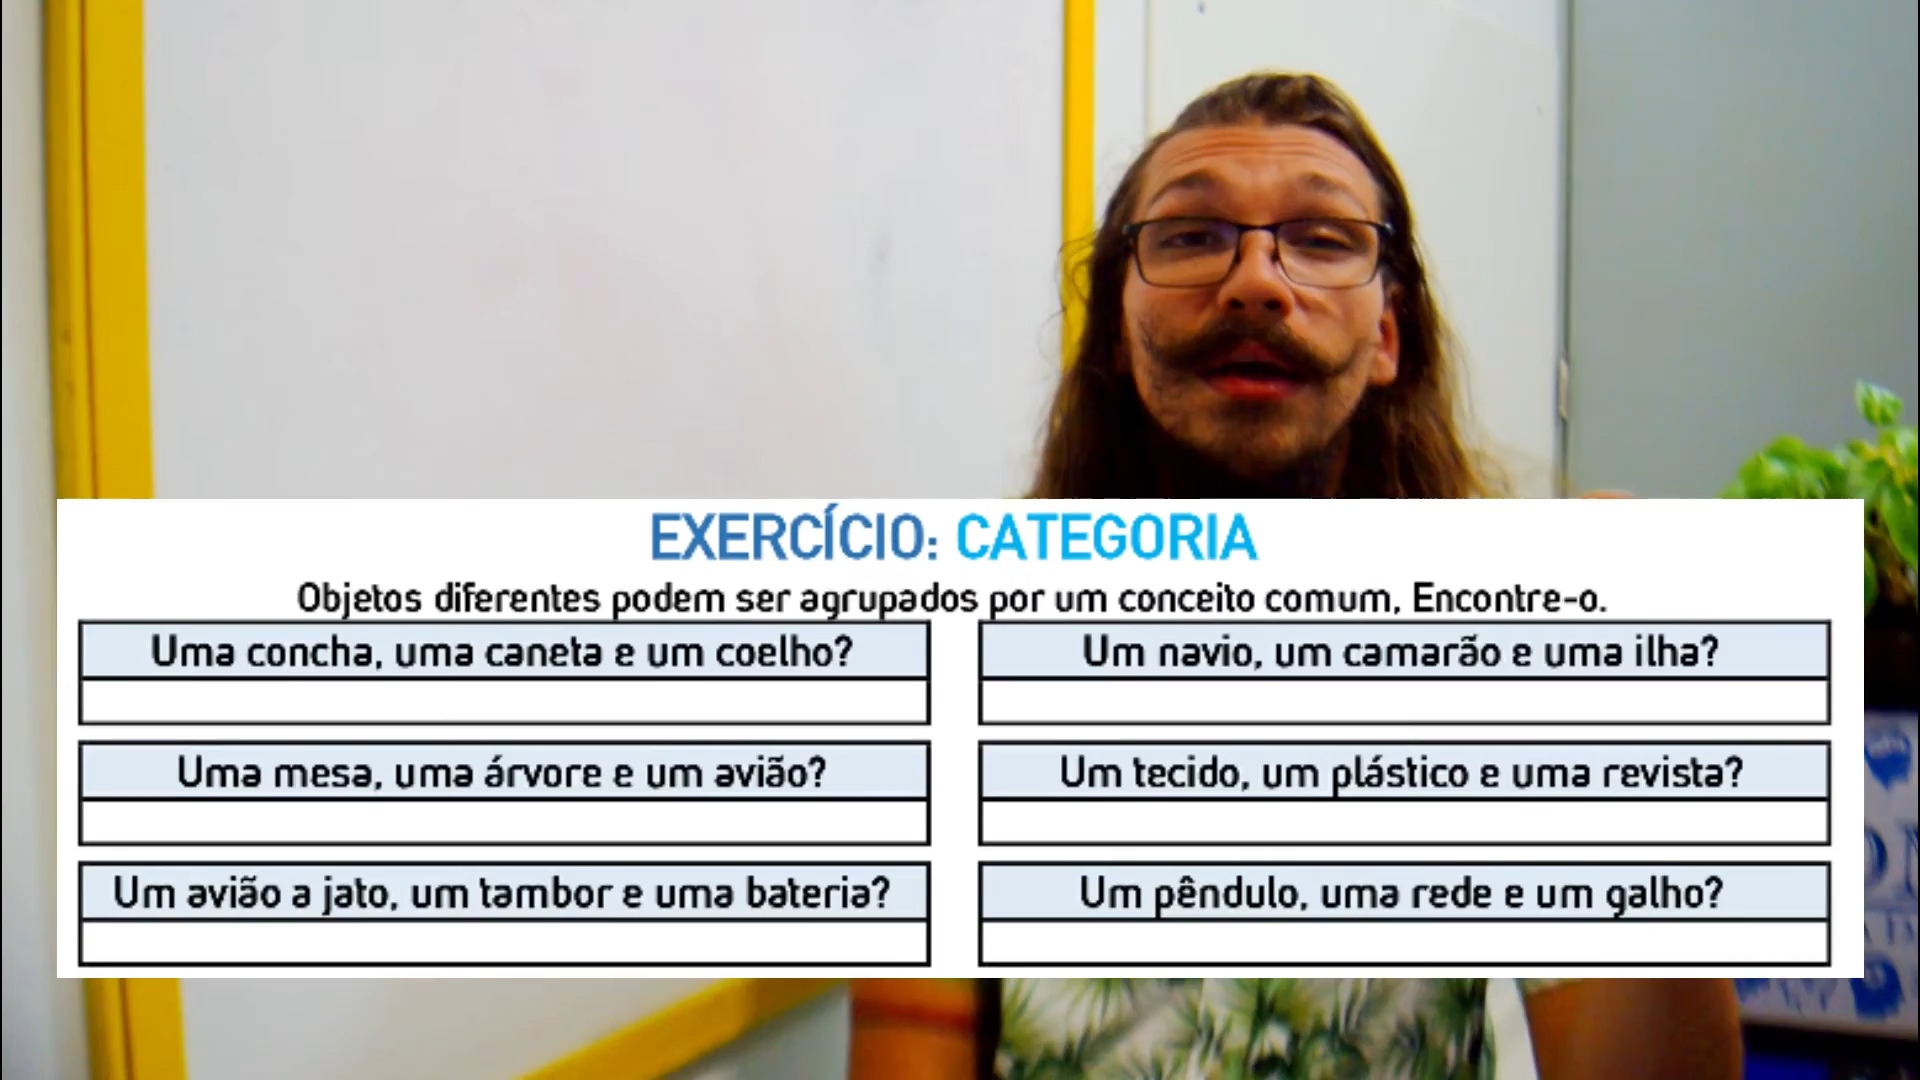 EXERCÍCIO: CATEGORIA
Objetos diferentes podem ser agrupados por um conceito comum, Encontre-o.
Uma concha, uma caneta e um coelho?
Um navio, um camarão e uma ilha?
Uma mesa, uma árvore e um avião?
Um tecido, um plástico e uma revista?
Um avião a jato, um tambor e uma bateria?
Um pêndulo, uma rede e um galho?